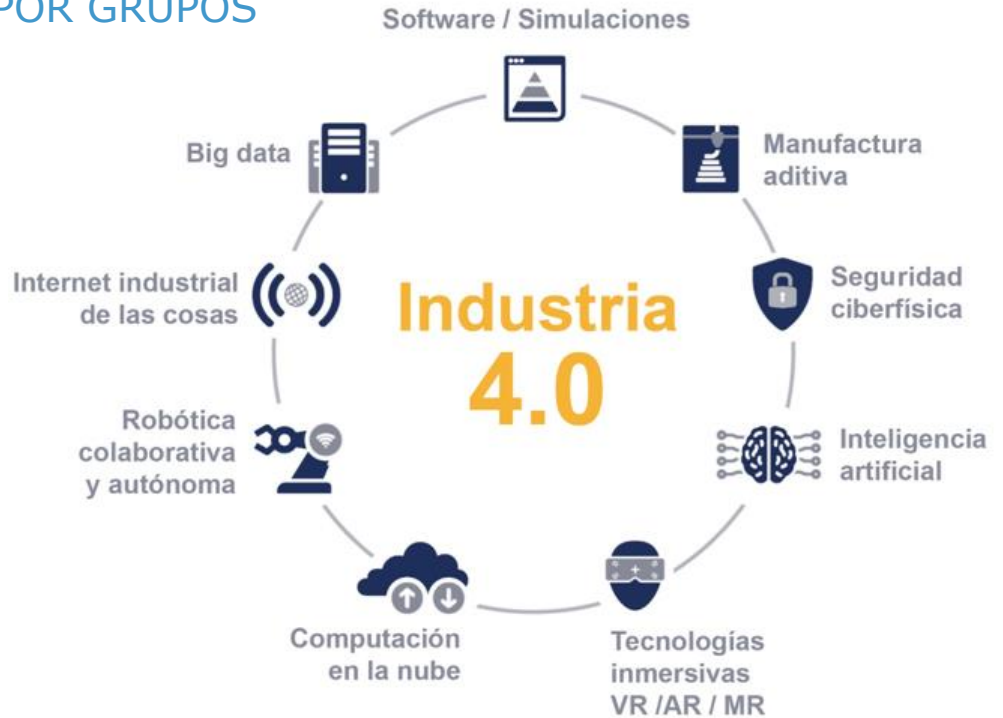 POR GRUPOS
Software / Simulaciones
Big data
Manufactura
aditiva
Internet industrial
de las cosas
Industria
4.0
Seguridad
ciberfísica
Robótica
colaborativa
y autónoma
Inteligencia
artificial
Computación
en la nube
Tecnologías
inmersivas
VR /AR / MR